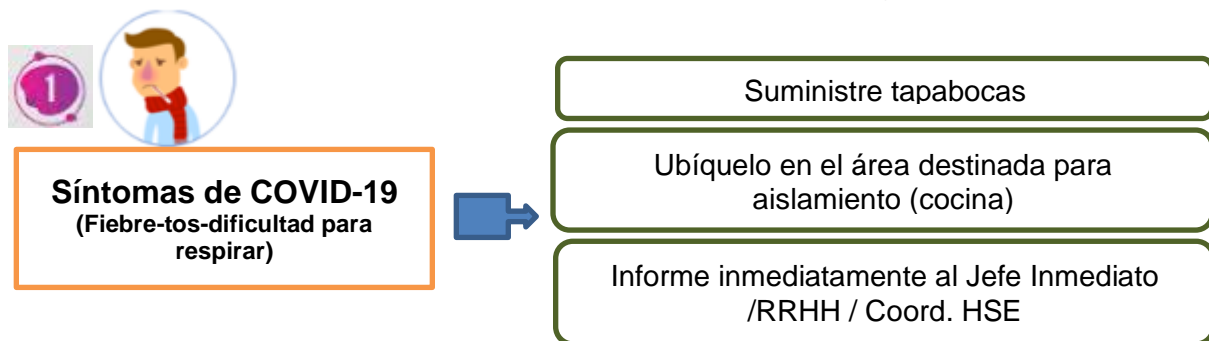 1
Síntomas de COVID-19
(Fiebre-tos-dificultad para
respirar)
Suministre tapabocas
Ubíquelo en el área destinada para
aislamiento (cocina)
Informe inmediatamente al Jefe Inmediato
/RRHH / Coord. HSE